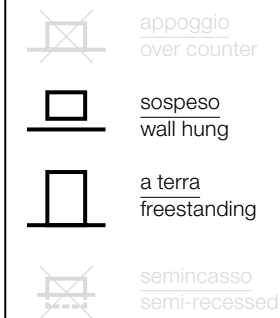 appoggio
over counter
sospeso
wall hung
a terra
freestanding
semincasso
semi-recessed